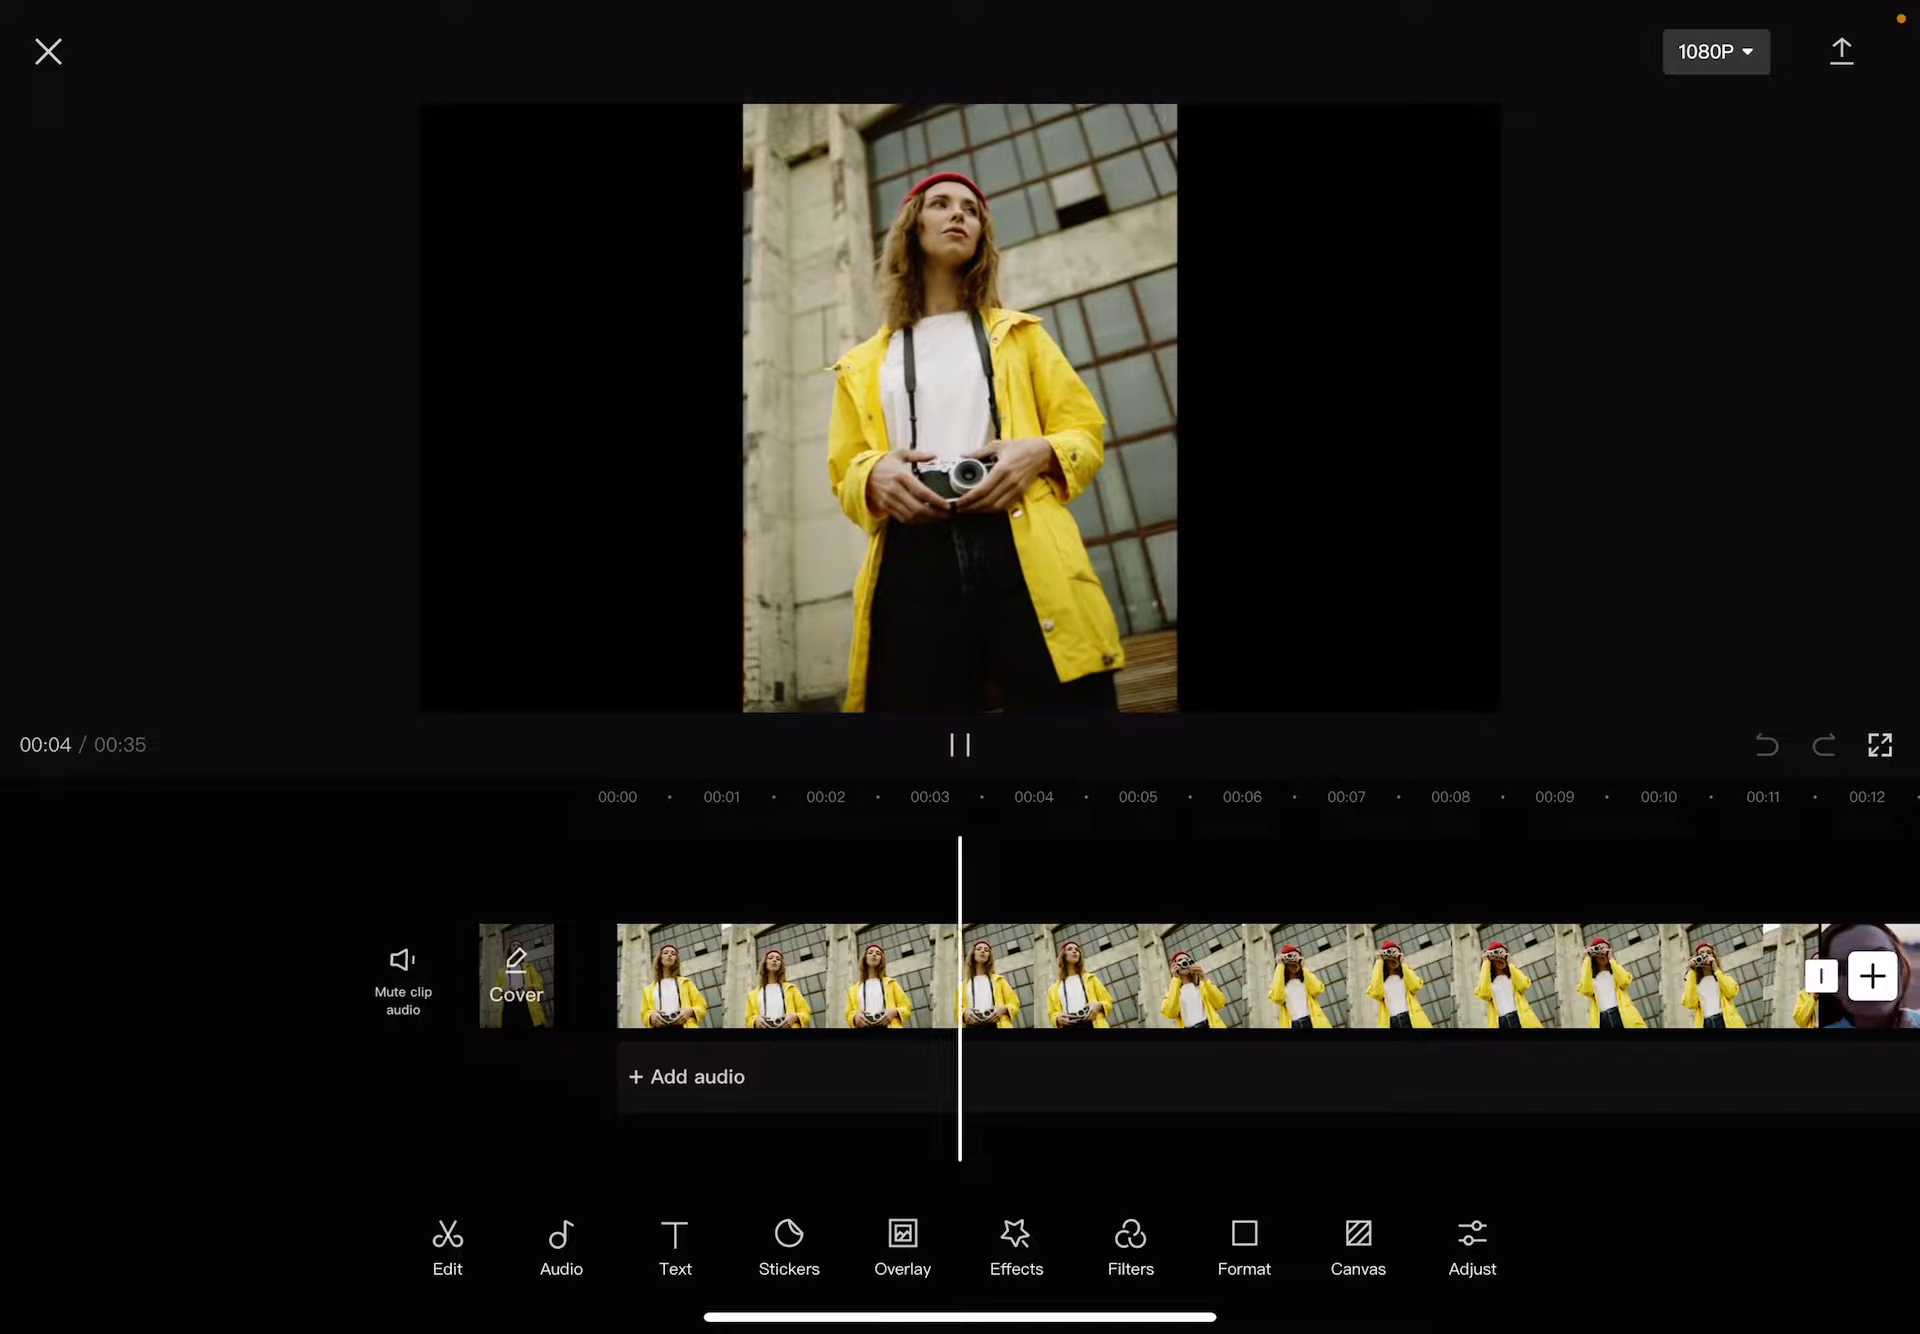 1080P
00:04 / 00:35
00:00 00:01 00:02 00:03 00:04 00:05 00:06 00:07 00:08 00:09 00:10 00:11 00:12
Mute clip
audio
Cover
+ Add audio
Edit Audio Text Stickers Overlay Effects Filters Format Canvas Adjust